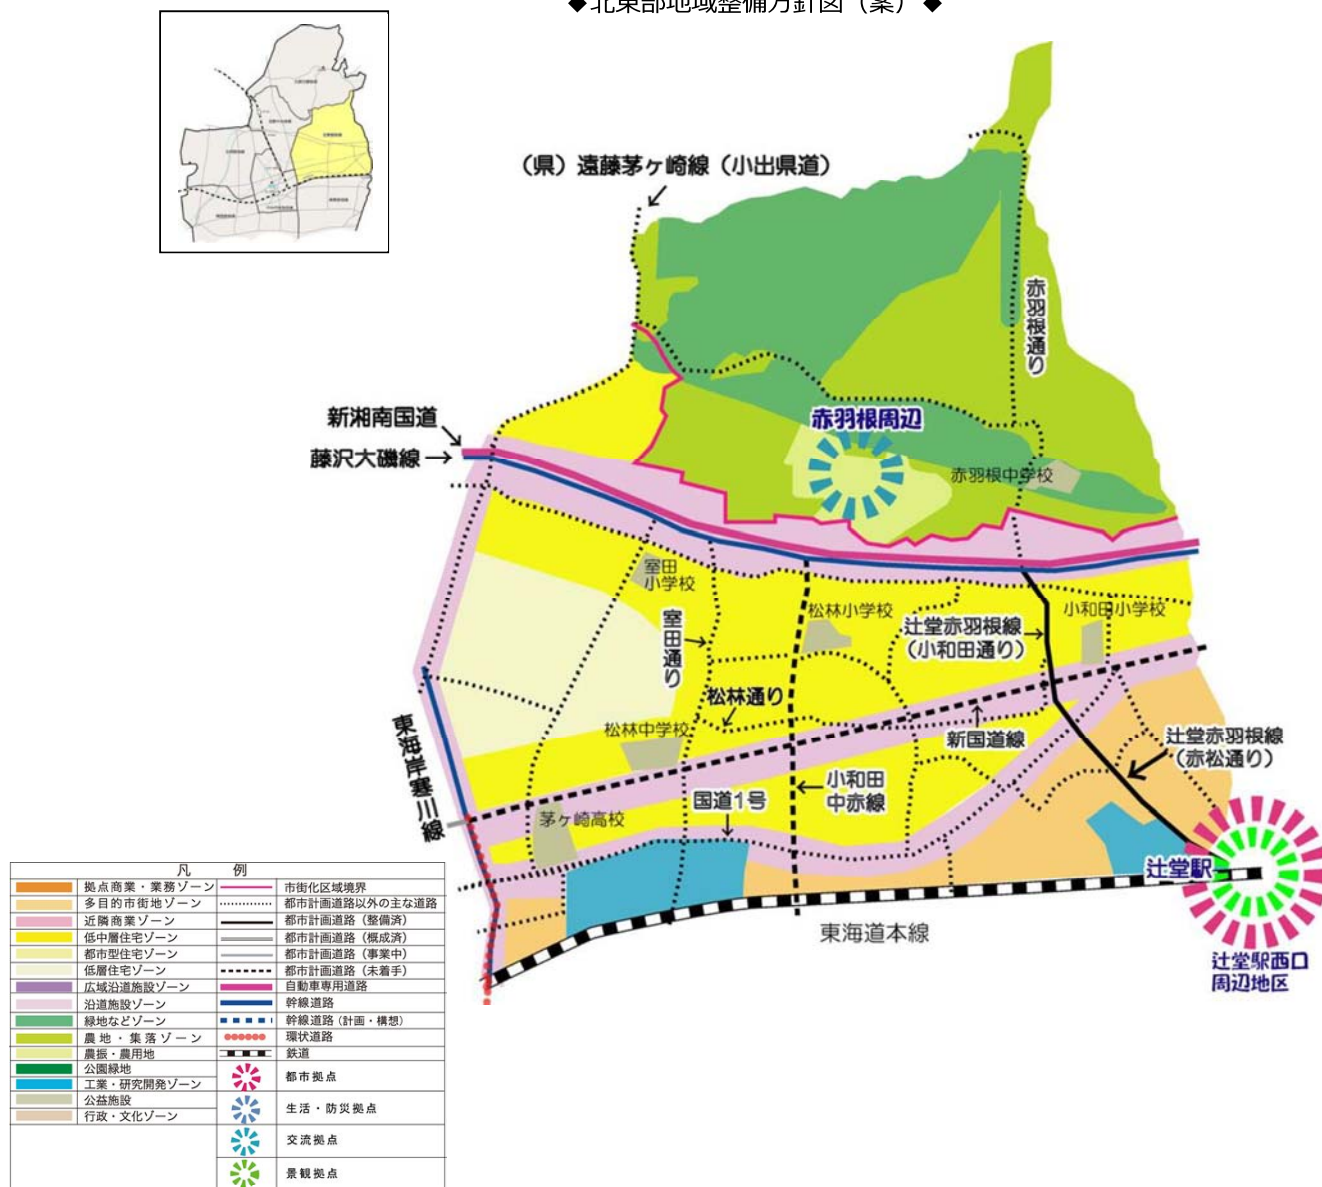 ◆北東部地域整備方針図（案）◆
（県）遠藤茅ヶ崎線（小出県道）
赤羽根通り
新湘南国道
藤沢大磯線
赤羽根周辺
赤羽根中学校
室田
小学校
松林小学校
小和田小学校
室田通り
辻堂赤羽根線
（小和田通り）
松林通り
松林中学校
新国道線
辻堂赤羽根線
（赤松通り）
東海岸寒川線
小和田
中赤線
国道1号
茅ヶ崎高校
辻堂駅
東海道本線
辻堂駅西口
周辺地区
凡例
拠点商業・業務ゾーン
市街化区域境界
多目的市街地ゾーン
都市計画道路以外の主な道路
近隣商業ゾーン
都市計画道路（整備済）
低中層住宅ゾーン
都市計画道路（概成済）
都市型住宅ゾーン
都市計画道路（事業中）
低層住宅ゾーン
都市計画道路（未着手）
広域沿道施設ゾーン
自動車専用道路
沿道施設ゾーン
幹線道路
緑地などゾーン
幹線道路（計画・構想）
農地・集落ゾーン
環状道路
農振・農用地
鉄道
公園緑地
都市拠点
工業・研究開発ゾーン
公益施設
生活・防災拠点
行政・文化ゾーン
交流拠点
景観拠点